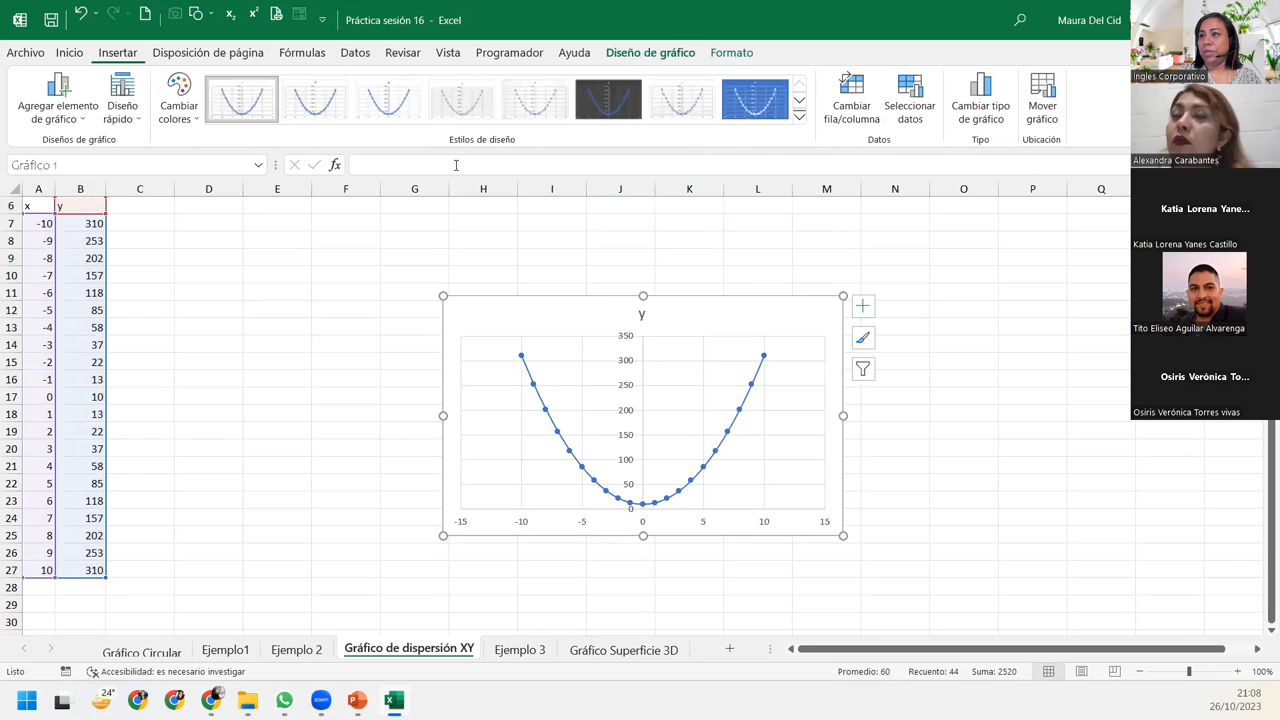 Práctica sesión 16 - Excel
Maura Del Cid
Archivo Inicio Insertar Disposición de página Fórmulas Datos Revisar Vista Programador Ayuda Diseño de gráfico Formato
Agregar elemento de gráfico
Diseño rápido
Cambiar colores
Cambiar fila/columna
Seleccionar datos
Cambiar tipo de gráfico
Mover gráfico
Diseños de gráfico
Estilos de diseño
Datos
Tipo
Ubicación
Gráfico 1
fx
A B C D E F G H I J K L M N O P Q
6 x y
7 -10 310
8 -9 253
9 -8 202
10 -7 157
11 -6 118
12 -5 85
13 -4 58
14 -3 37
15 -2 22
16 -1 13
17 0 10
18 1 13
19 2 22
20 3 37
21 4 58
22 5 85
23 6 118
24 7 157
25 8 202
26 9 253
27 10 310
28
29
30
y
350
300
250
200
150
100
50
0
-15 -10 -5 0 5 10 15
Ingles Corporativo
Alexandra Carabantes
Katia Lorena Yane...
Katia Lorena Yanes Castillo
Tito Eliseo Aguilar Alvarenga
Osiris Verónica To...
Osiris Verónica Torres vivas
Gráfico Circular Ejemplo1 Ejemplo 2 Gráfico de dispersión XY Ejemplo 3 Gráfico Superficie 3D
Listo
Accesibilidad: es necesario investigar
Promedio: 60 Recuento: 44 Suma: 2520
100%
24°
21:08
26/10/2023